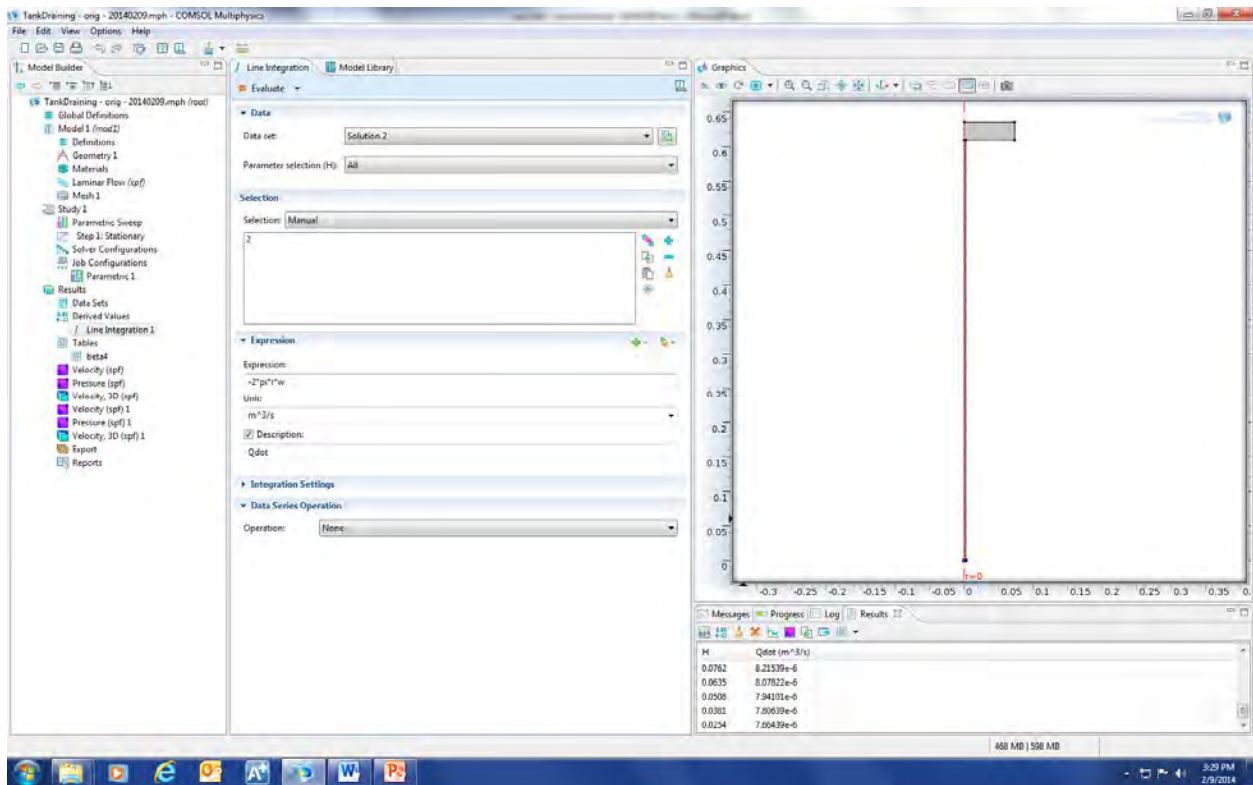 TankDraining - orig - 20140209.mph - COMSOL Multiphysics
File Edit View Options Help
Model Builder
TankDraining - orig - 20140209.mph (root)
Global Definitions
Model 1 (mod1)
Definitions
Geometry 1
Materials
Laminar Flow (spf)
Mesh 1
Study 1
Parametric Sweep
Step 1: Stationary
Solver Configurations
Job Configurations
Parametric 1
Results
Data Sets
Derived Values
Line Integration 1
Tables
beta4
Velocity (spf)
Pressure (spf)
Velocity, 3D (spf)
Velocity (spf) 1
Pressure (spf) 1
Velocity, 3D (spf) 1
Export
Reports
Line Integration Model Library
Evaluate
Data
Data set: Solution 2
Parameter selection (H): All
Selection
Selection: Manual
2
Expression
Expression:
-2*pi*r*w
Unit:
m^3/s
Description:
Qdot
Integration Settings
Data Series Operation
Operation: None
Graphics
0.65
0.6
0.55
0.5
0.45
0.4
0.35
0.3
0.25
0.2
0.15
0.1
0.05
0
r=0
-0.3 -0.25 -0.2 -0.15 -0.1 -0.05 0 0.05 0.1 0.15 0.2 0.25 0.3 0.35 0.
Messages Progress Log Results
H Qdot (m^3/s)
0.0762 8.21539e-6
0.0635 8.07822e-6
0.0508 7.94101e-6
0.0381 7.80639e-6
0.0254 7.66439e-6
468 MB | 598 MB
3:29 PM
2/9/2014